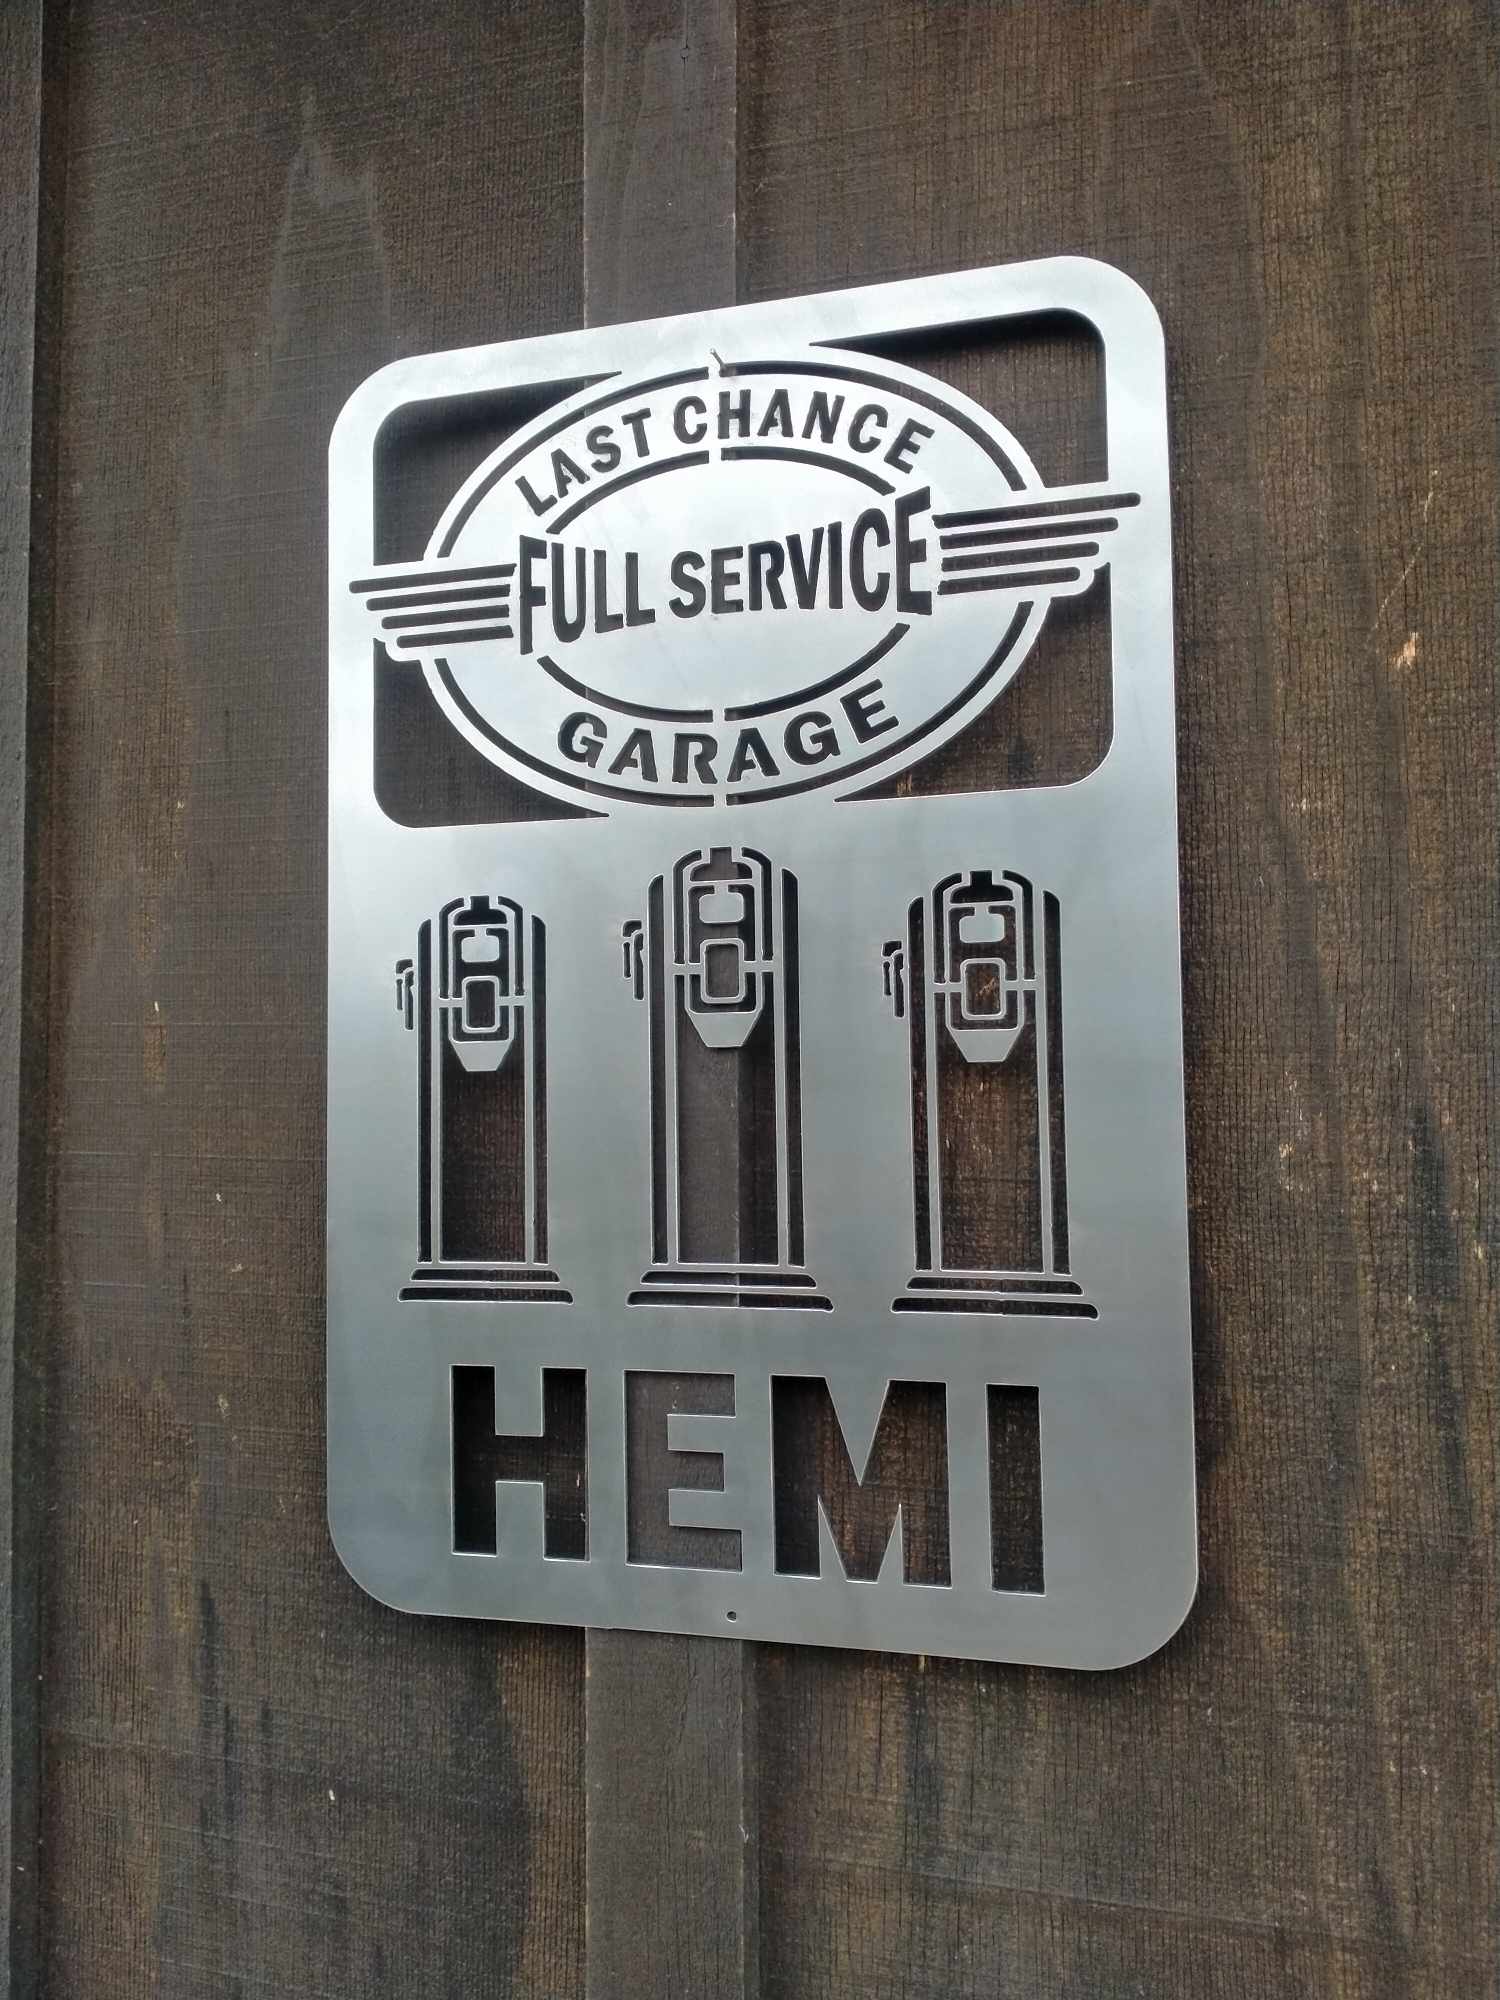 LAST CHANCE
FULL SERVICE
GARAGE
HEMI